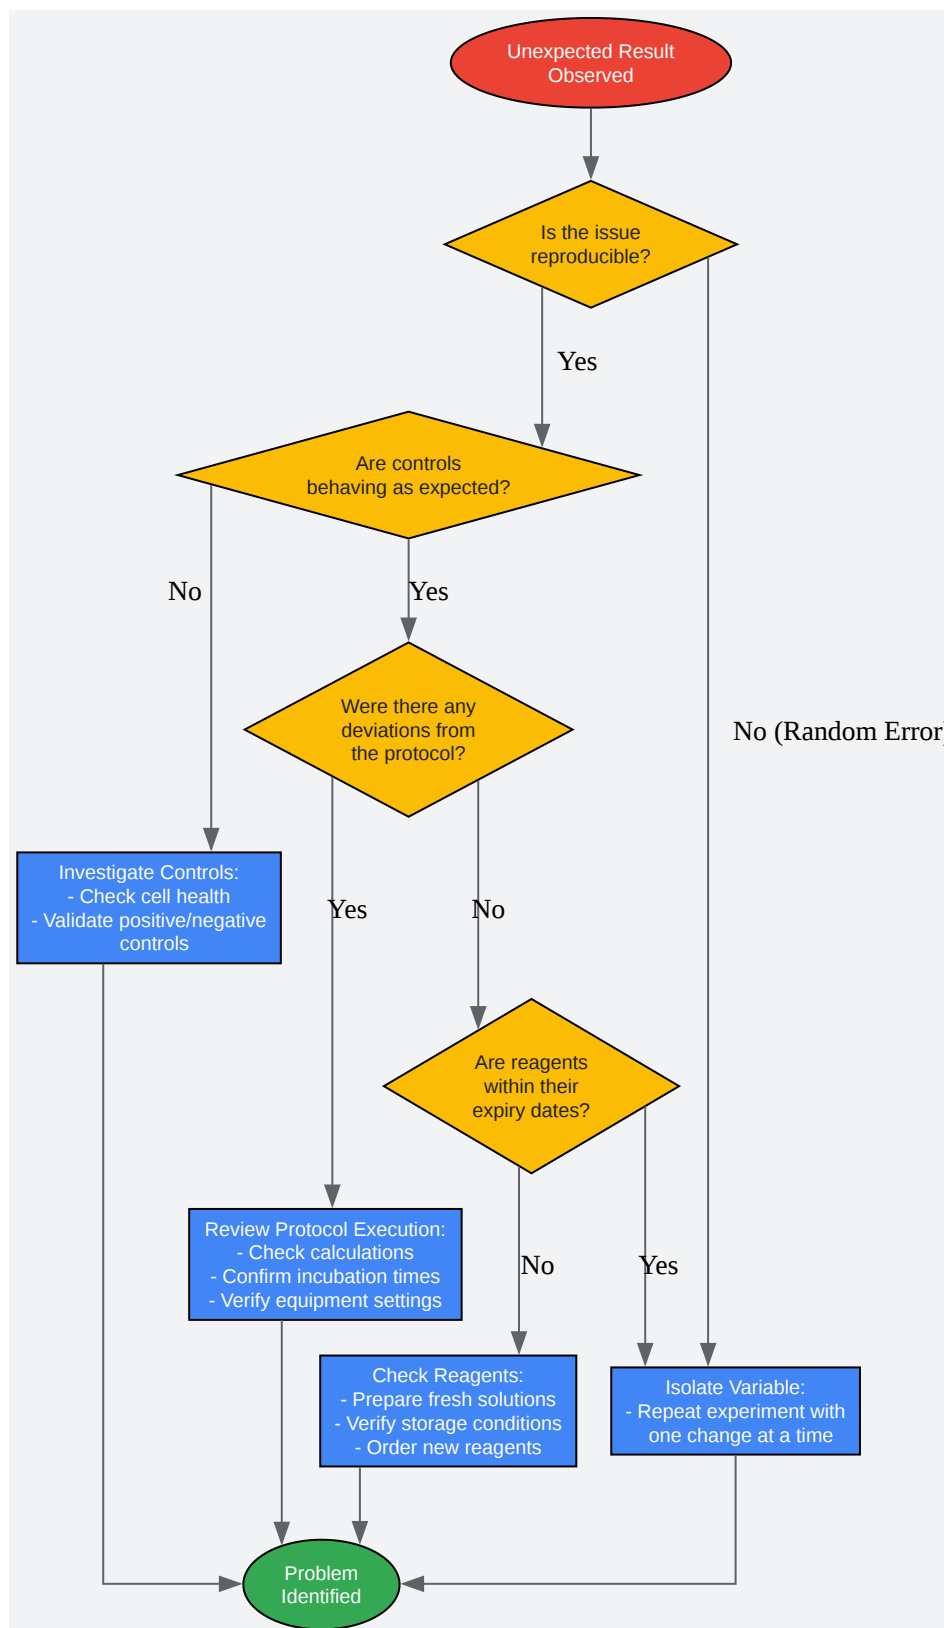 Unexpected Result
Observed
Is the issue
reproducible?
Yes
Are controls
behaving as expected?
No
Yes
Were there any
deviations from
the protocol?
No (Random Error)
Investigate Controls:
- Check cell health
- Validate positive/negative
controls
Yes
No
Are reagents
within their
expiry dates?
Review Protocol Execution:
- Check calculations
- Confirm incubation times
- Verify equipment settings
No
Yes
Check Reagents:
- Prepare fresh solutions
- Verify storage conditions
- Order new reagents
Isolate Variable:
- Repeat experiment with
one change at a time
Problem
Identified